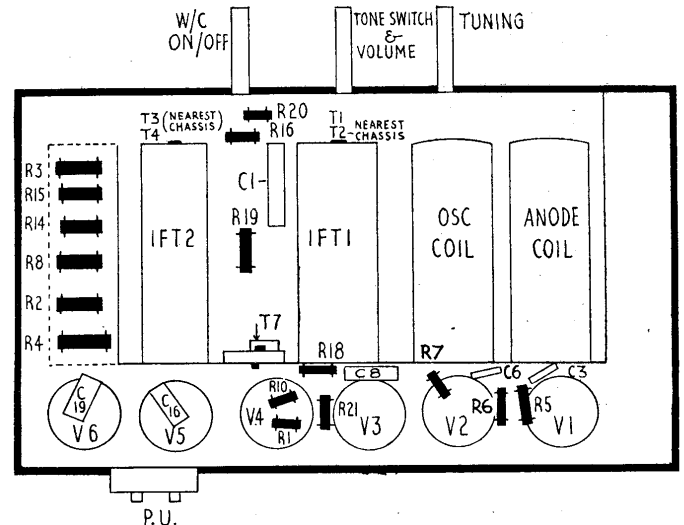 W/C
ON/OFF
TONE SWITCH
&
VOLUME
TUNING
T3 (NEAREST
T4 CHASSIS)
R20
R16
T1
T2-NEAREST
CHASSIS
R3
R15
R14
R8
R2
R4
IFT2
C1
R19
IFT1
OSC
COIL
ANODE
COIL
T7
R18
C8
R7
C6
C3
C
19
V6
C
16
V5
R10
V4
R1
R21
V3
V2
R6
R5
V1
P.U.